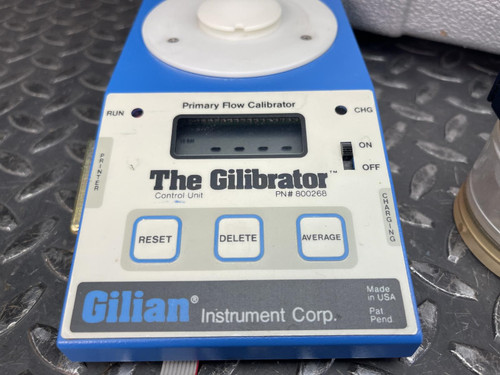 Primary Flow Calibrator
RUN
CHG
ON
OFF
PRINTER
The Gilibrator™
Control Unit
PN# 800268
CHARGING
RESET
DELETE
AVERAGE
Gilian® Instrument Corp.
Made
in USA
Pat
Pend